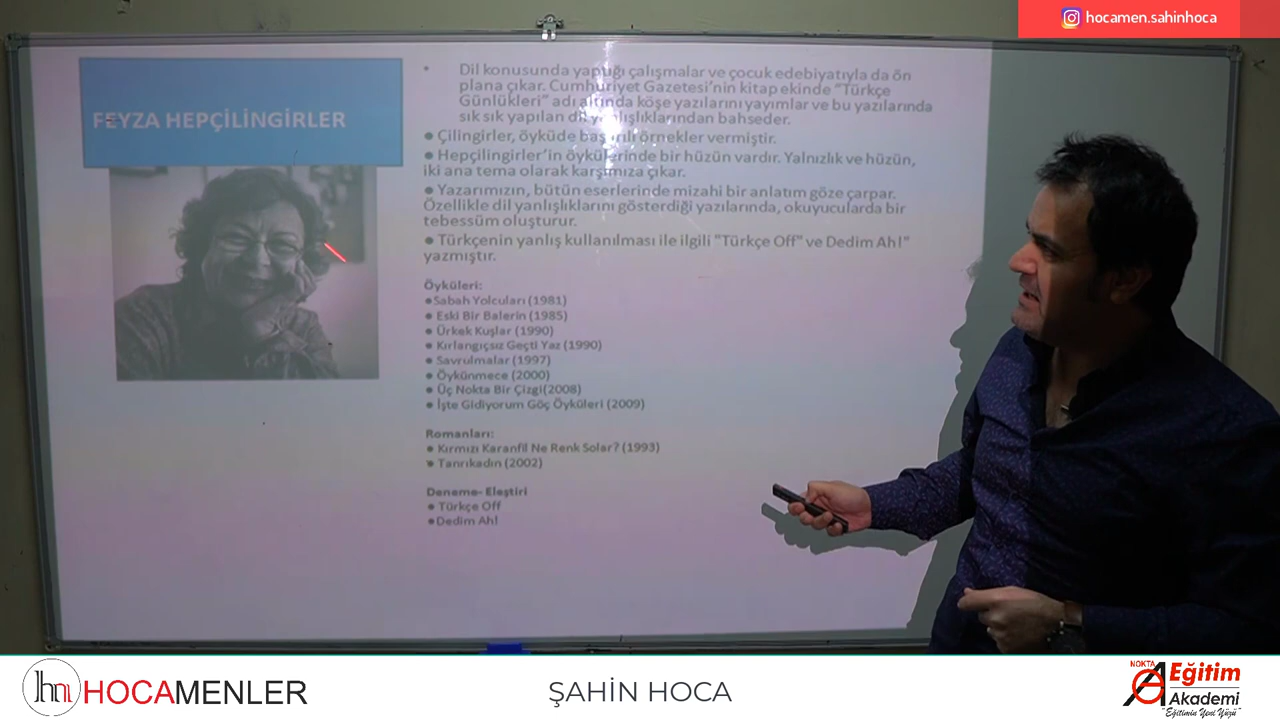 hocamen.sahinhoca
FEYZA HEPÇİLİNGİRLER
• Dil konusunda yaptığı çalışmalar ve çocuk edebiyatıyla da ön
plana çıkar. Cumhuriyet Gazetesi'nin kitap ekinde "Türkçe
Günlükleri" adı altında köşe yazılarını yayımlar ve bu yazılarında
sık sık yapılan dil yanlışlıklarından bahseder.
● Çilingirler, öyküde başarılı örnekler vermiştir.
● Hepçilingirler'in öykülerinde bir hüzün vardır. Yalnızlık ve hüzün,
iki ana tema olarak karşımıza çıkar.
● Yazarımızın, bütün eserlerinde mizahi bir anlatım göze çarpar.
Özellikle dil yanlışlıklarını gösterdiği yazılarında, okuyucularda bir
tebessüm oluşturur.
● Türkçenin yanlış kullanılması ile ilgili "Türkçe Off" ve Dedim Ah!"
yazmıştır.
Öyküleri:
●Sabah Yolcuları (1981)
● Eski Bir Balerin (1985)
● Ürkek Kuşlar (1990)
● Kırlangıçsız Geçti Yaz (1990)
● Savrulmalar (1997)
● Öykünmece (2000)
● Üç Nokta Bir Çizgi(2008)
● İşte Gidiyorum Göç Öyküleri (2009)
Romanları:
● Kırmızı Karanfil Ne Renk Solar? (1993)
● Tanrıkadın (2002)
Deneme- Eleştiri
● Türkçe Off
●Dedim Ah!
hm HOCAMENLER
ŞAHİN HOCA
NOKTA A Eğitim
Akademi
"Eğitimin Yeni Yüzü"